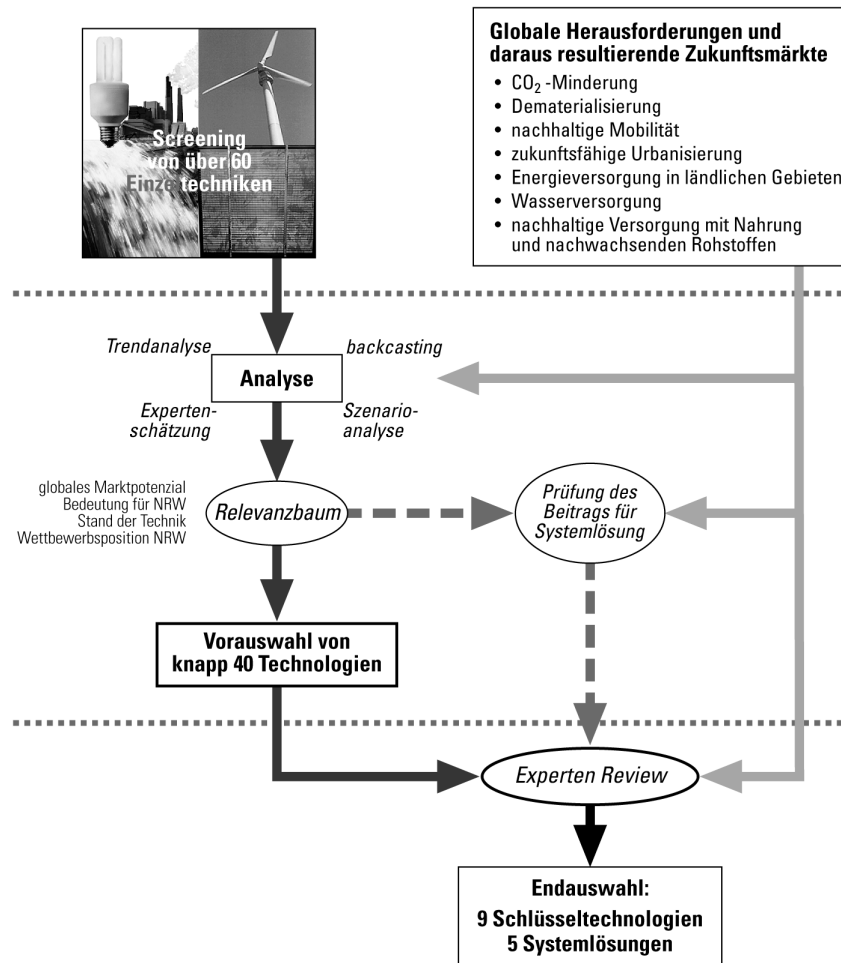 Screening
von über 60
Einzeltechniken
Globale Herausforderungen und
daraus resultierende Zukunftsmärkte
• CO₂ -Minderung
• Dematerialisierung
• nachhaltige Mobilität
• zukunftsfähige Urbanisierung
• Energieversorgung in ländlichen Gebieten
• Wasserversorgung
• nachhaltige Versorgung mit Nahrung
und nachwachsenden Rohstoffen
Trendanalyse
backcasting
Analyse
Experten-
schätzung
Szenario-
analyse
globales Marktpotenzial
Bedeutung für NRW
Stand der Technik
Wettbewerbsposition NRW
Relevanzbaum
Prüfung des
Beitrags für
Systemlösung
Vorauswahl von
knapp 40 Technologien
Experten Review
Endauswahl:
9 Schlüsseltechnologien
5 Systemlösungen